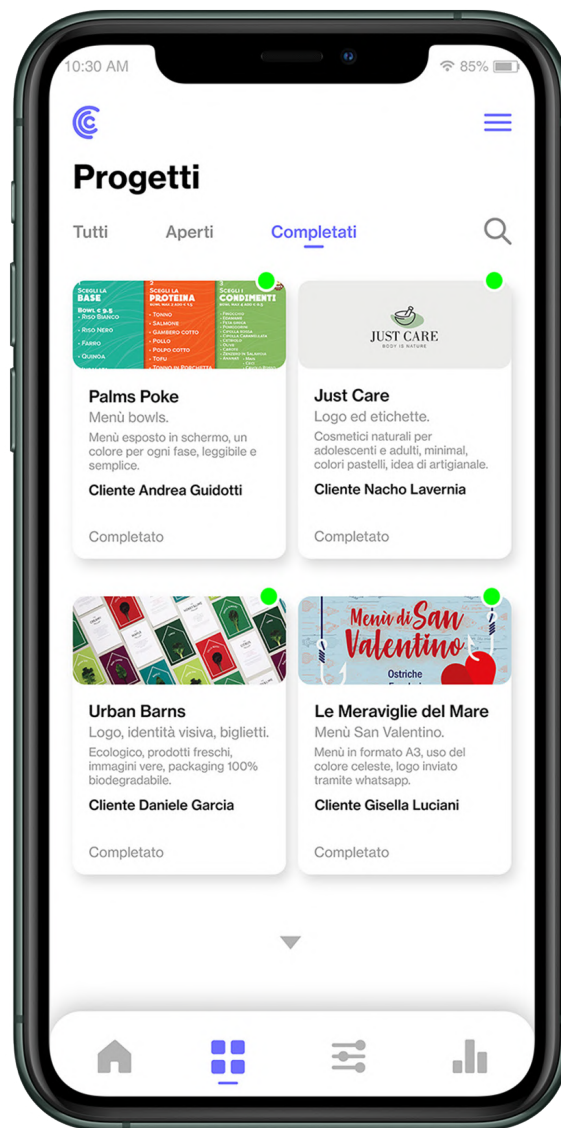 10:30 AM
85%
Progetti
Tutti
Aperti
Completati
SCEGLI LA
BASE
BOWL € 9.5
- RISO BIANCO
- RISO NERO
- FARRO
- QUINOA
3
SCEGLI LA
PROTEINA
- TONNO
- SALMONE
- GAMBERO COTTO
- POLLO
- POLPO COTTO
- TOFU
- TONNO IN PORCHETTA
SCEGLI I
CONDIMENTI
JUST CARE
BODY IS NATURE
Palms Poke
Menù bowls.
Menù esposto in schermo, un
colore per ogni fase, leggibile e
semplice.
Cliente Andrea Guidotti
Completato
Just Care
Logo ed etichette.
Cosmetici naturali per
adolescenti e adulti, minimal,
colori pastelli, idea di artigianale.
Cliente Nacho Lavernia
Completato
Menù di San
Valentino
Ostriche
Urban Barns
Logo, identità visiva, biglietti.
Ecologico, prodotti freschi,
immagini vere, packaging 100%
biodegradabile.
Cliente Daniele Garcia
Completato
Le Meraviglie del Mare
Menù San Valentino.
Menù in formato A3, uso del
colore celeste, logo inviato
tramite whatsapp.
Cliente Gisella Luciani
Completato